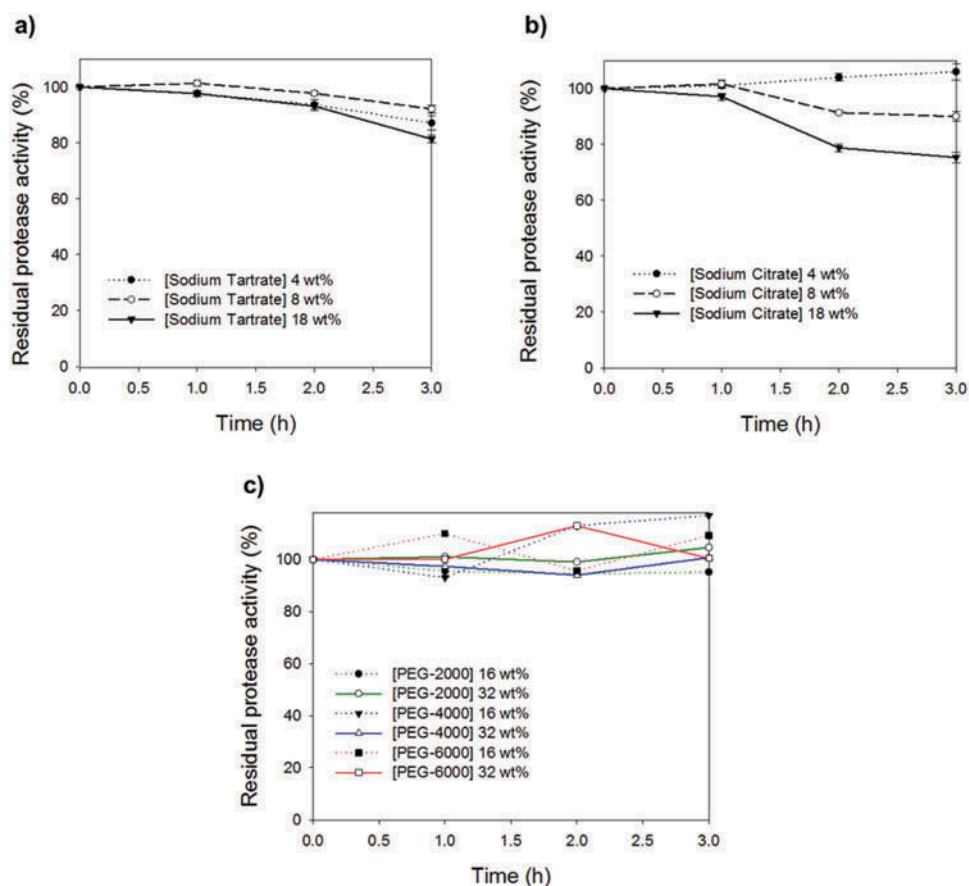 a)
Residual protease activity (%)
100
80
60
40
20
0
[Sodium Tartrate] 4 wt%
[Sodium Tartrate] 8 wt%
[Sodium Tartrate] 18 wt%
0.0 0.5 1.0 1.5 2.0 2.5 3.0
Time (h)
b)
Residual protease activity (%)
100
80
60
40
20
0
[Sodium Citrate] 4 wt%
[Sodium Citrate] 8 wt%
[Sodium Citrate] 18 wt%
0.0 0.5 1.0 1.5 2.0 2.5 3.0
Time (h)
c)
Residual protease activity (%)
100
80
60
40
20
0
[PEG-2000] 16 wt%
[PEG-2000] 32 wt%
[PEG-4000] 16 wt%
[PEG-4000] 32 wt%
[PEG-6000] 16 wt%
[PEG-6000] 32 wt%
0.0 0.5 1.0 1.5 2.0 2.5 3.0
Time (h)